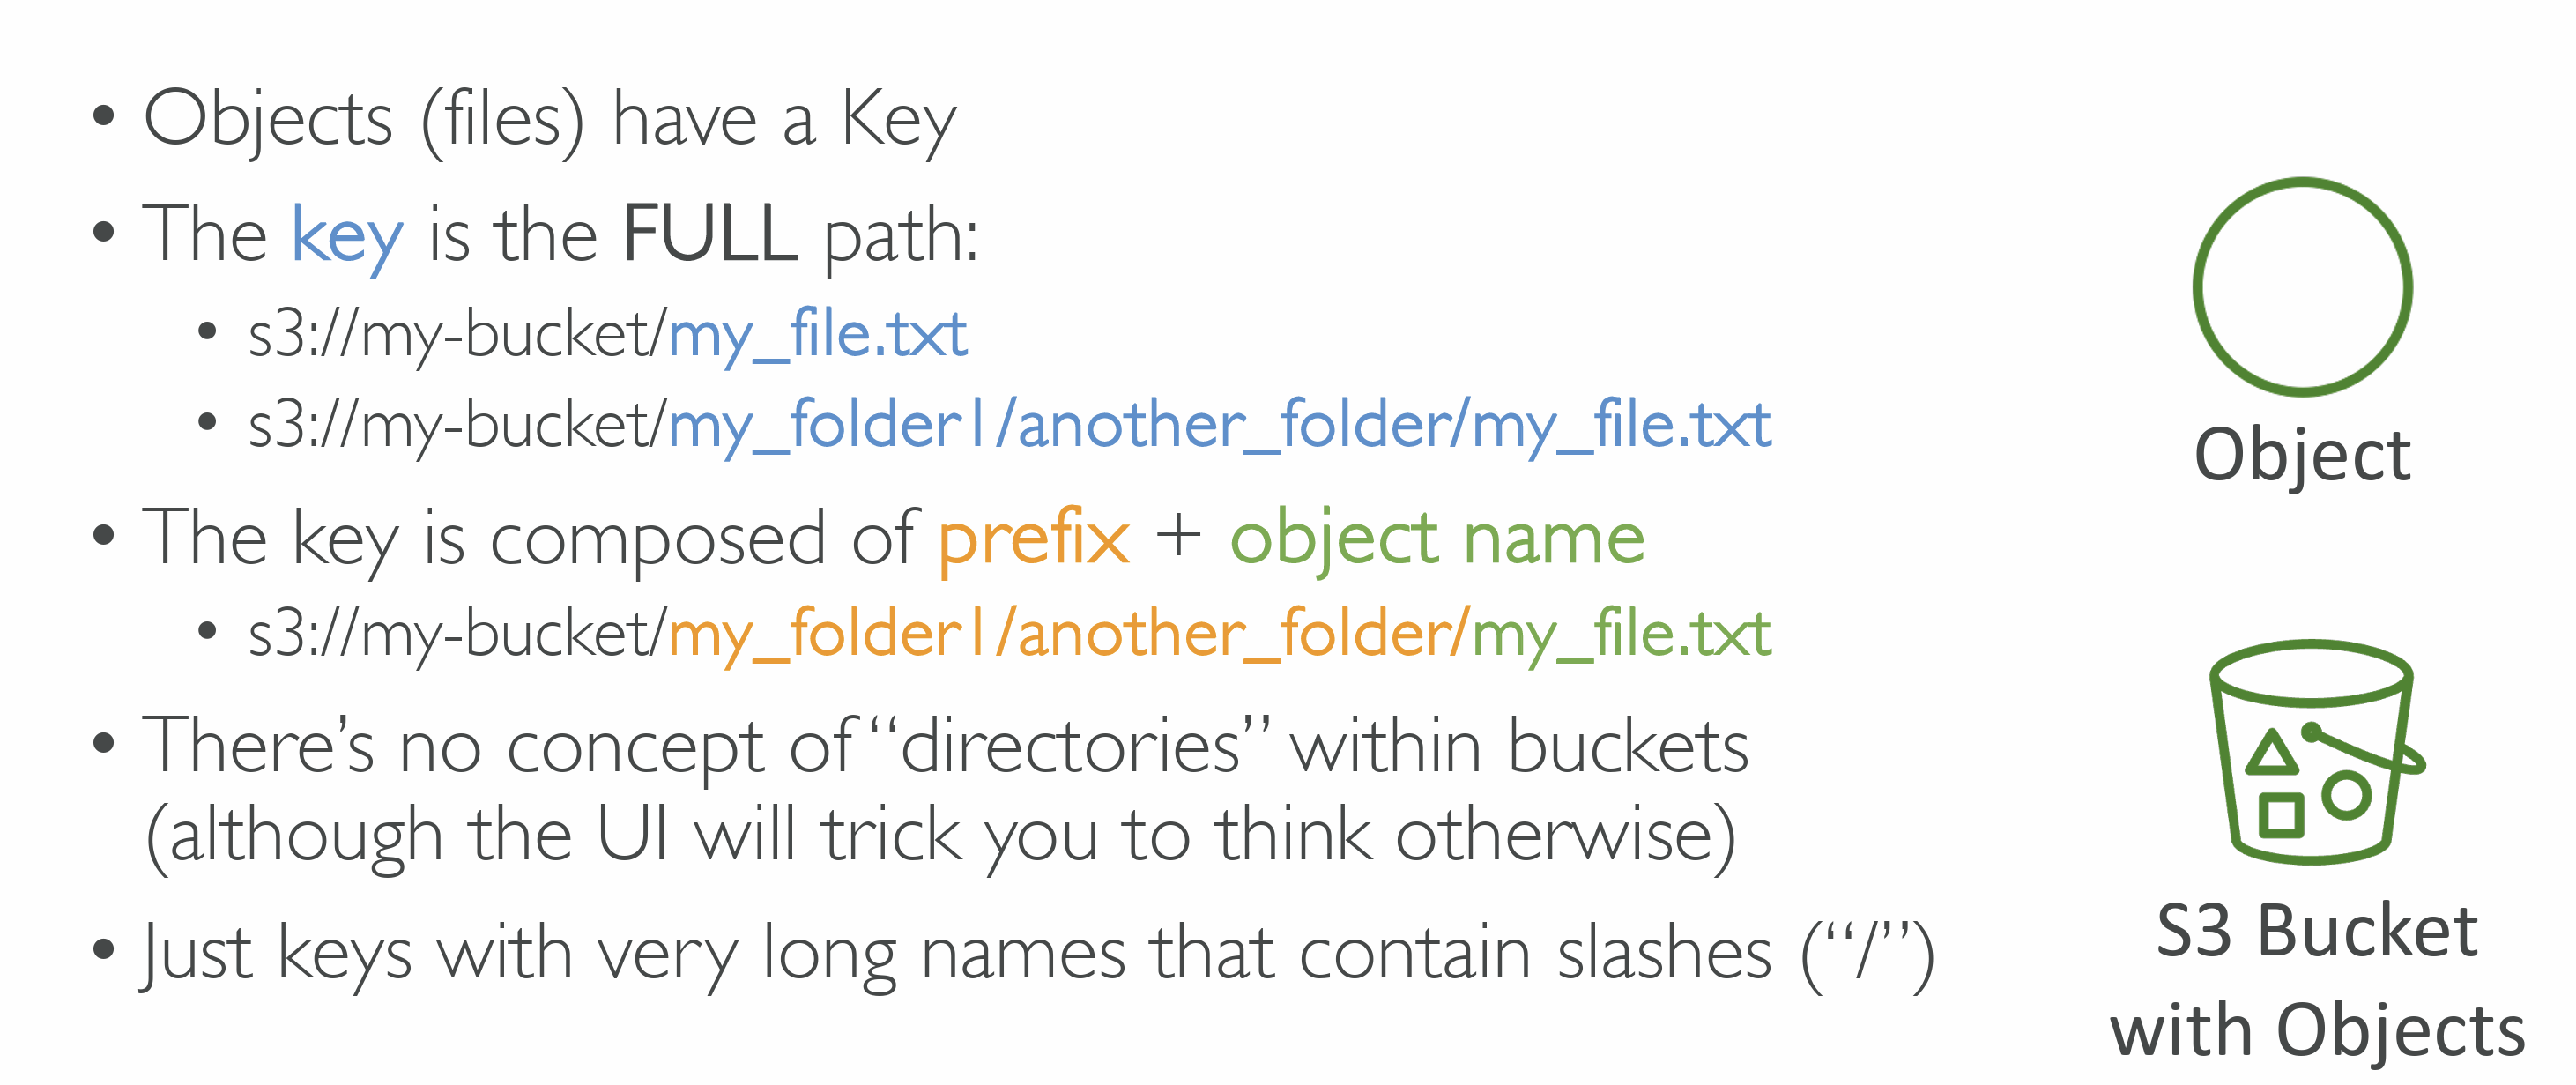 • Objects (files) have a Key
• The key is the FULL path:
• s3://my-bucket/my_file.txt
• s3://my-bucket/my_folder1/another_folder/my_file.txt
• The key is composed of prefix + object name
• s3://my-bucket/my_folder1/another_folder/my_file.txt
• There’s no concept of “directories” within buckets
(although the UI will trick you to think otherwise)
• Just keys with very long names that contain slashes (“/”)
Object
S3 Bucket
with Objects